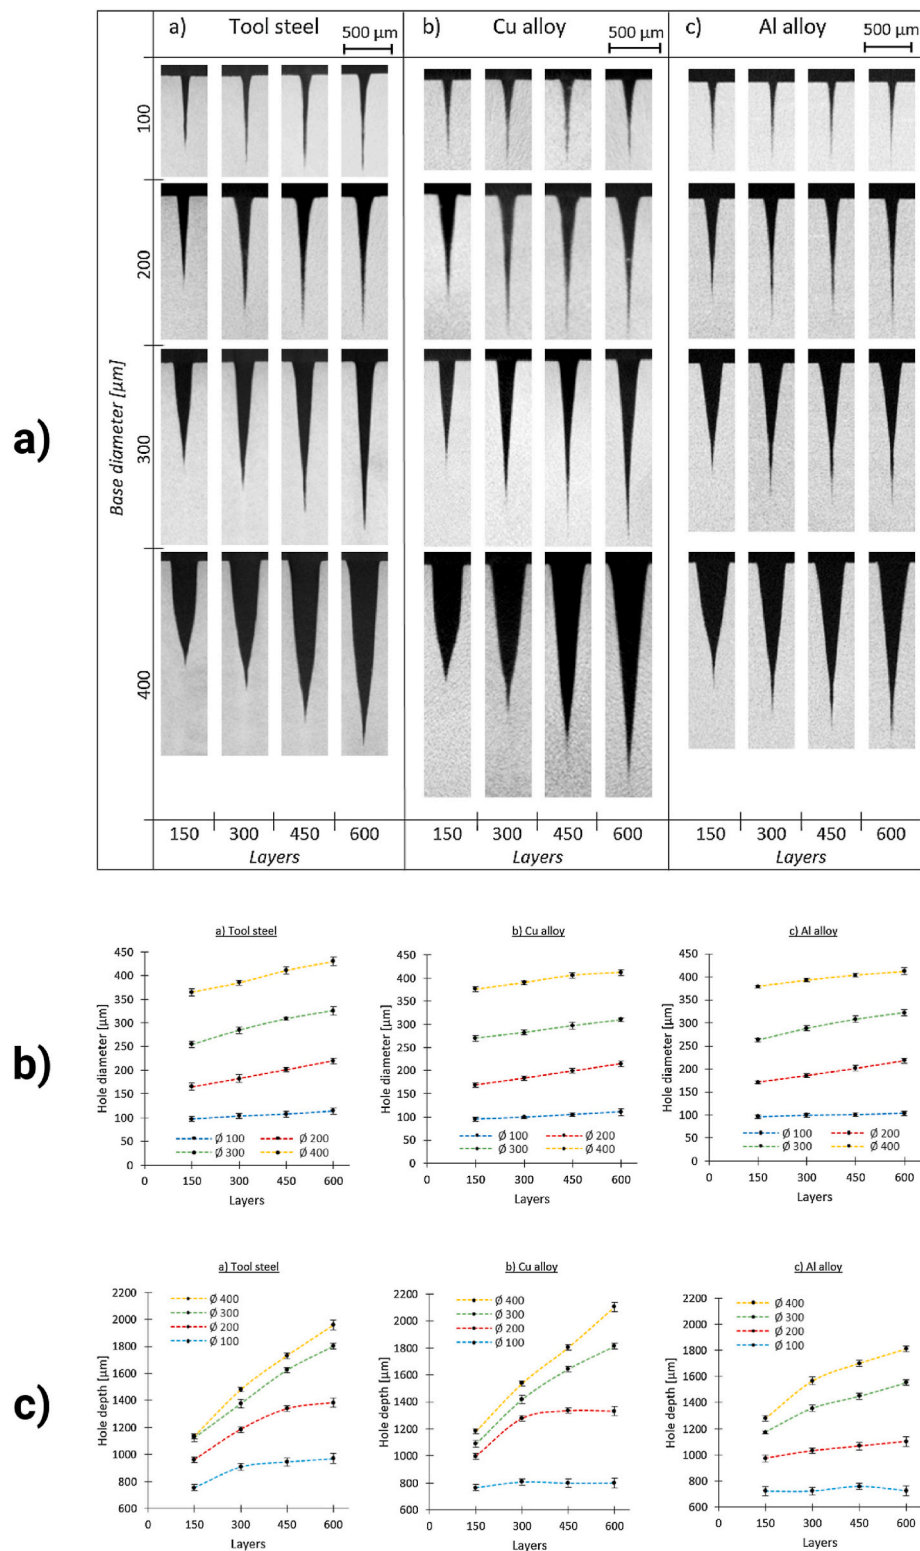 a) Tool steel 500 µm
b) Cu alloy 500 µm
c) Al alloy 500 µm
a)
Base diameter [µm]
100
200
300
400
150 300 450 600
Layers
150 300 450 600
Layers
150 300 450 600
Layers
b)
a) Tool steel
Hole diameter [µm]
450
400
350
300
250
200
150
100
50
0
Ø 100 Ø 200
Ø 300 Ø 400
0 150 300 450 600
Layers
b) Cu alloy
Hole diameter [µm]
450
400
350
300
250
200
150
100
50
0
Ø 100 Ø 200
Ø 300 Ø 400
0 150 300 450 600
Layers
c) Al alloy
Hole diameter [µm]
450
400
350
300
250
200
150
100
50
0
Ø 100 Ø 200
Ø 300 Ø 400
0 150 300 450 600
Layers
c)
a) Tool steel
Hole depth [µm]
2200
2000
1800
1600
1400
1200
1000
800
600
Ø 400
Ø 300
Ø 200
Ø 100
0 150 300 450 600
Layers
b) Cu alloy
Hole depth [µm]
2200
2000
1800
1600
1400
1200
1000
800
600
Ø 400
Ø 300
Ø 200
Ø 100
0 150 300 450 600
Layers
c) Al alloy
Hole depth [µm]
2200
2000
1800
1600
1400
1200
1000
800
600
Ø 400
Ø 300
Ø 200
Ø 100
0 150 300 450 600
Layers